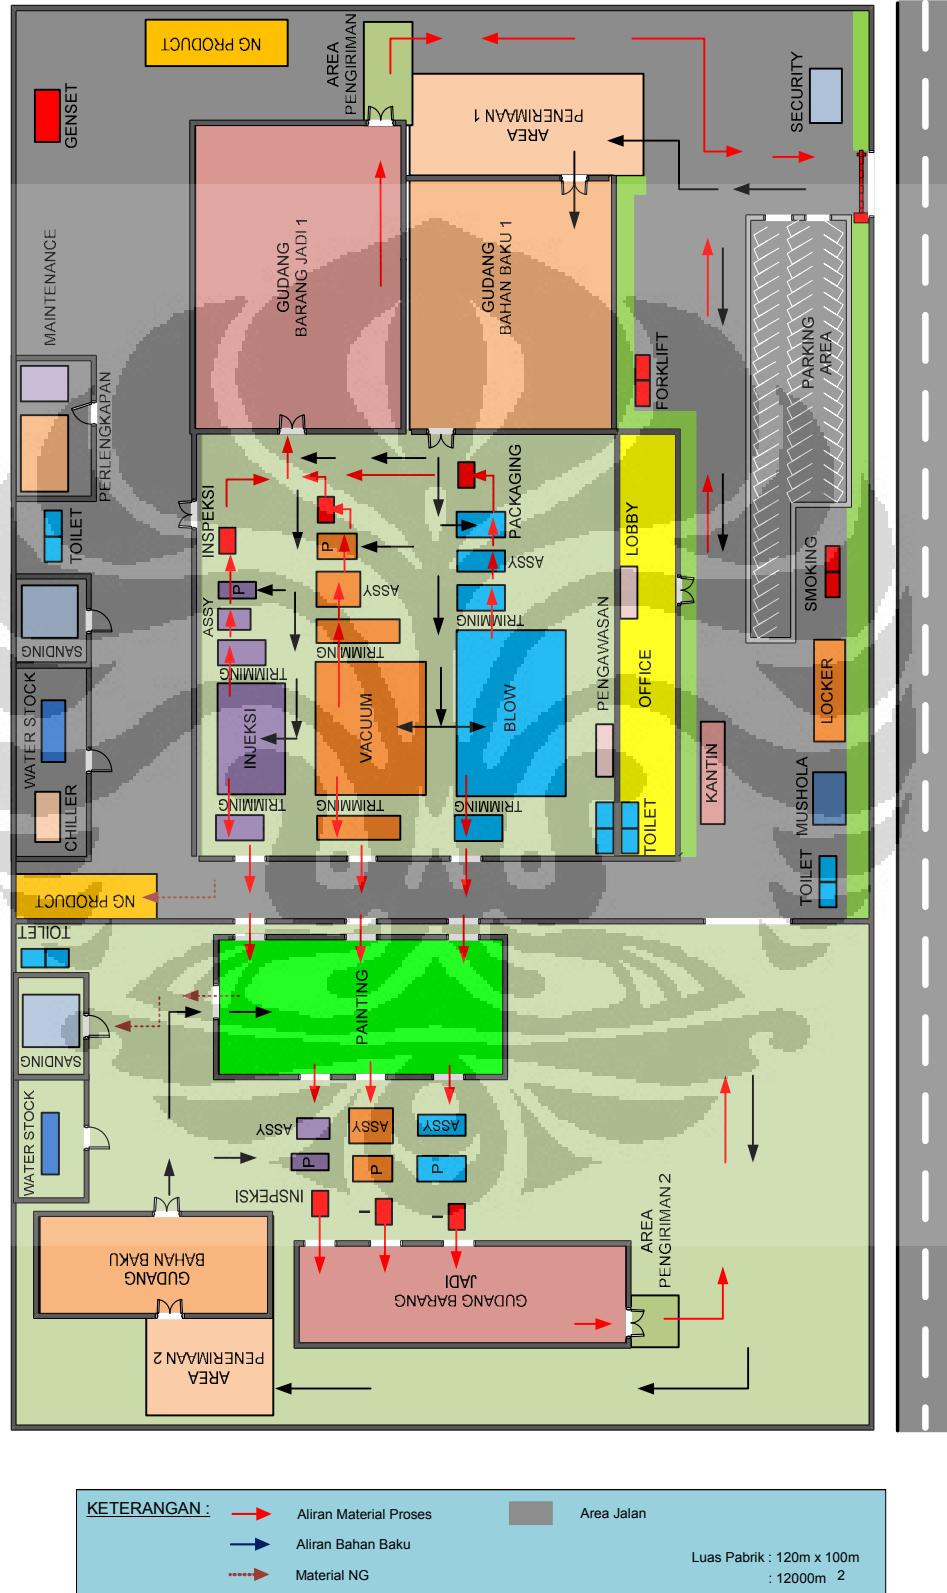 NG PRODUCT
AREA
PENGIRIMAN
GENSET
SECURITY
AREA
PENERIMAAN 1
MAINTENANCE
GUDANG
BARANG JADI 1
GUDANG
BAHAN BAKU 1
PARKING
AREA
FORKLIFT
PERLENGKAPAN
TOILET
INSPEKSI
PACKAGING
LOBBY
SMOKING
P
ASSY
ASSY
P
ASSY
SANDING
TRIMMING
TRIMMING
TRIMMING
PENGAWASAN
OFFICE
LOCKER
WATER STOCK
INJEKSI
VACUUM
BLOW
KANTIN
CHILLER
TRIMMING
TRIMMING
TRIMMING
TOILET
MUSHOLA
TOILET
NG PRODUCT
TOILET
PAINTING
SANDING
WATER STOCK
ASSY
ASSY
ASSY
P
P
P
INSPEKSI
I
I
AREA
PENGIRIMAN 2
GUDANG
BAHAN BAKU
GUDANG BARANG
JADI
AREA
PENERIMAAN 2
KETERANGAN :
Aliran Material Proses
Area Jalan
Aliran Bahan Baku
Luas Pabrik : 120m x 100m
Material NG
: 12000m 2